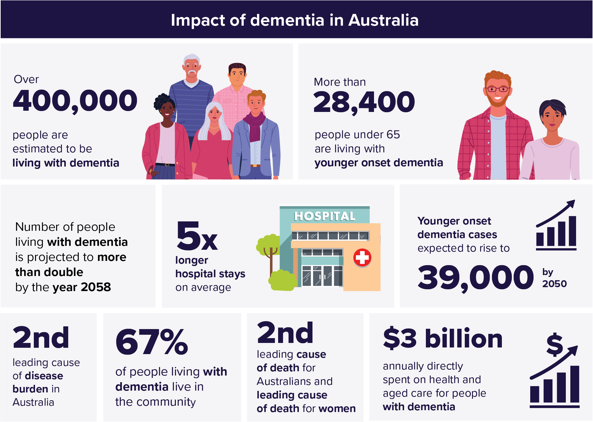 Impact of dementia in Australia
Over
400,000
people are
estimated to be
living with dementia
More than
28,400
people under 65
are living with
younger onset dementia
Number of people
living with dementia
is projected to more
than double
by the year 2058
5x
longer
hospital stays
on average
HOSPITAL
Younger onset
dementia cases
expected to rise to
39,000 by
2050
2nd
leading cause
of disease
burden in
Australia
67%
of people living with
dementia live in
the community
2nd
leading cause
of death for
Australians and
leading cause
of death for women
$3 billion
annually directly
spent on health and
aged care for people
with dementia
$